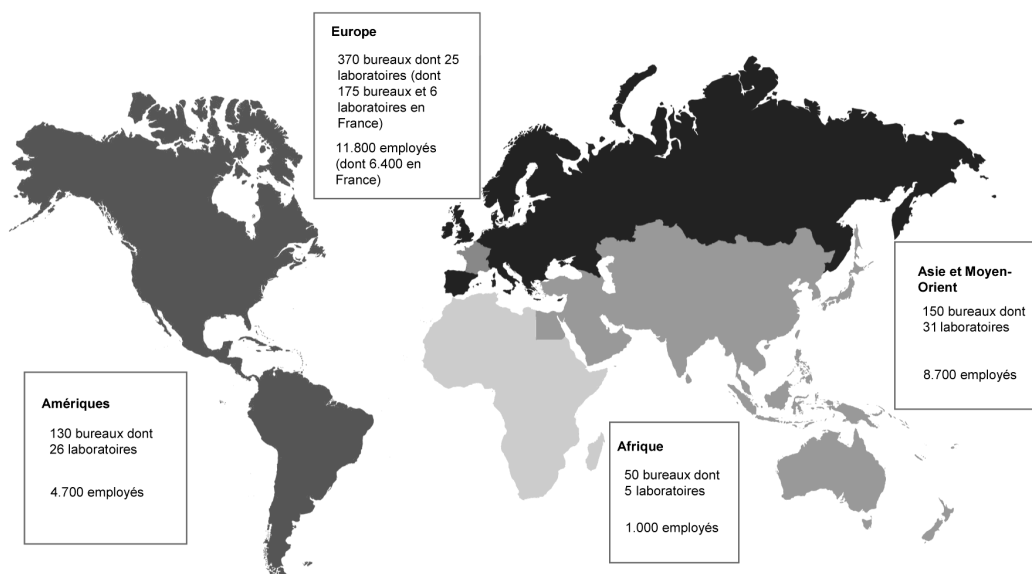 Europe
370 bureaux dont 25
laboratoires (dont
175 bureaux et 6
laboratoires en
France)
11.800 employés
(dont 6.400 en
France)
Asie et Moyen-
Orient
150 bureaux dont
31 laboratoires
8.700 employés
Amériques
130 bureaux dont
26 laboratoires
4.700 employés
Afrique
50 bureaux dont
5 laboratoires
1.000 employés